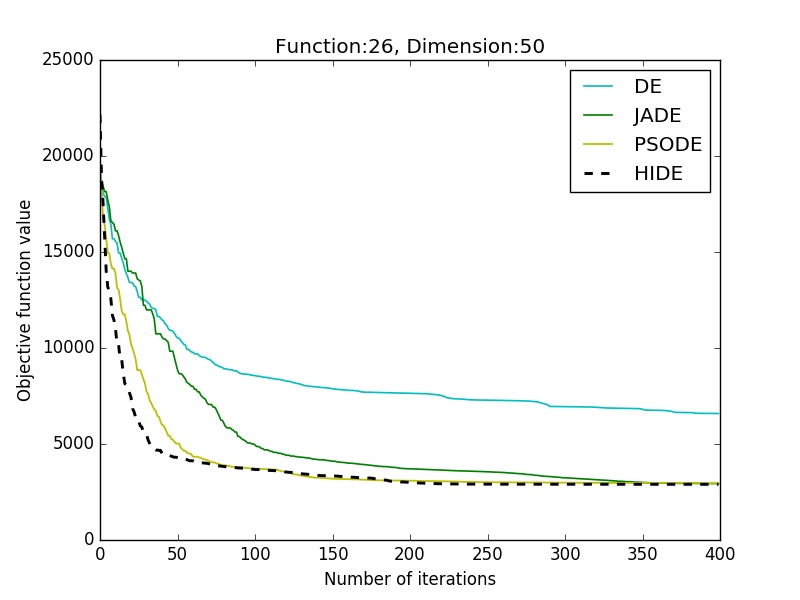 Function:26, Dimension:50
25000
20000
15000
10000
5000
0
Objective function value
DE
JADE
PSODE
HIDE
0 50 100 150 200 250 300 350 400
Number of iterations